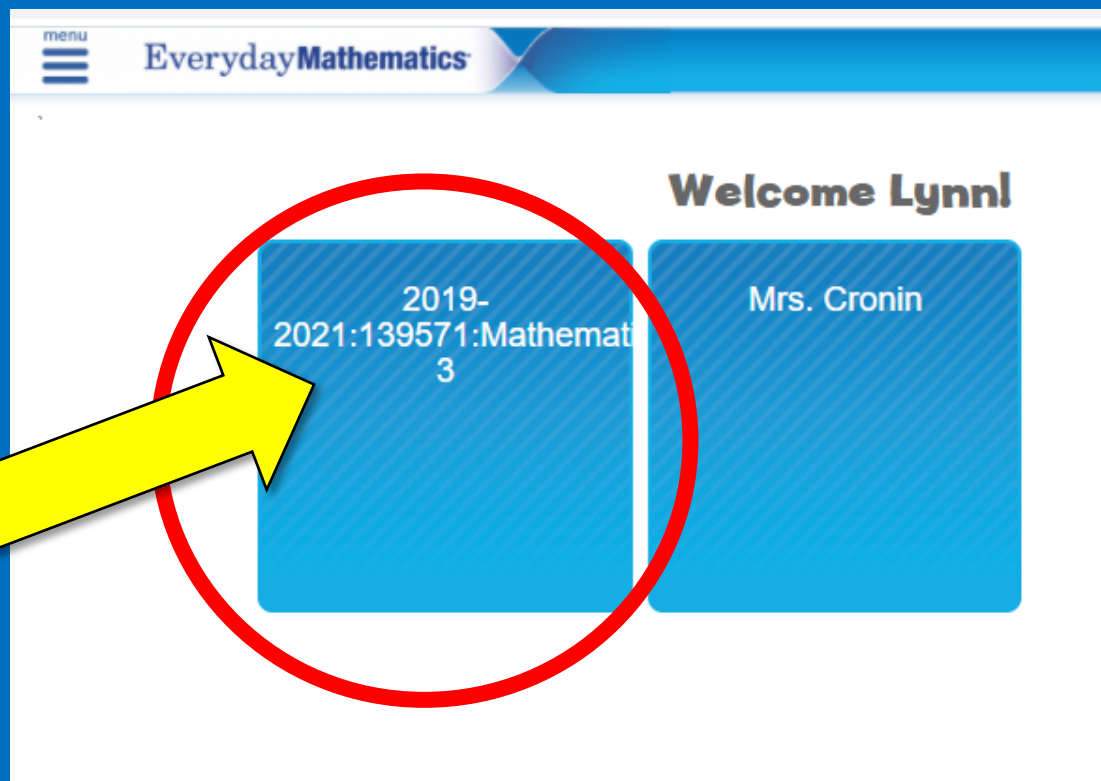 menu
EverydayMathematics
Welcome Lynn!
2019-
2021:139571:Mathemati
3
Mrs. Cronin